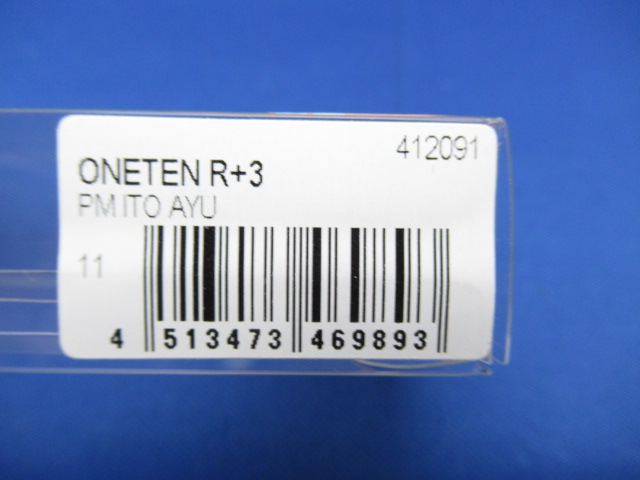 412091
ONETEN R+3
PM ITO AYU
11
4 513473 469893